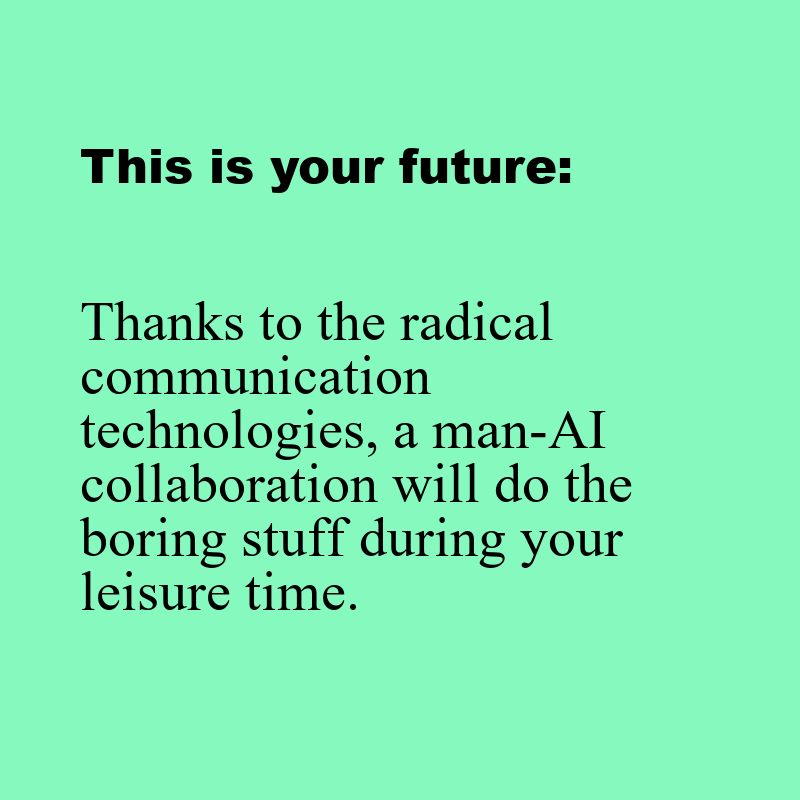 This is your future:
Thanks to the radical
communication
technologies, a man-AI
collaboration will do the
boring stuff during your
leisure time.